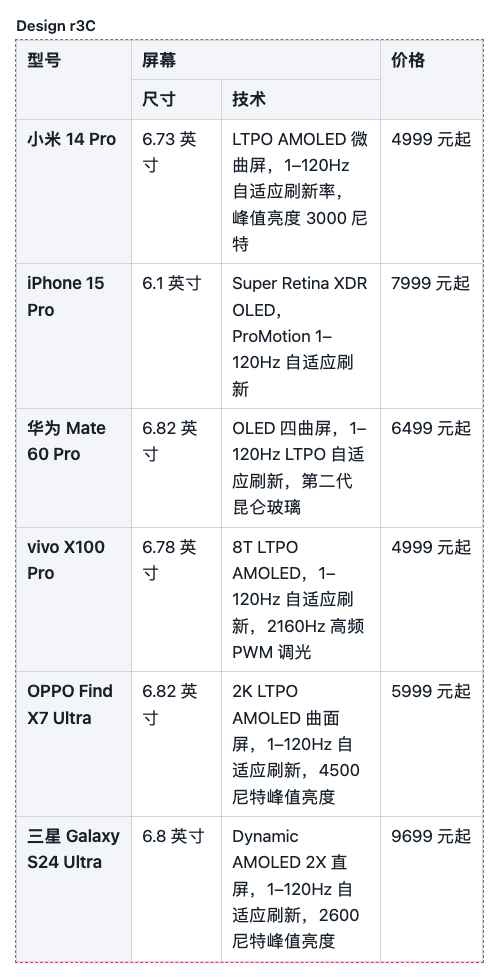 Design r3C
型号
屏幕
价格
尺寸
技术
小米 14 Pro
6.73 英
寸
LTPO AMOLED 微
曲屏，1–120Hz
自适应刷新率，
峰值亮度 3000 尼
特
4999 元起
iPhone 15
Pro
6.1 英寸
Super Retina XDR
OLED，
ProMotion 1–
120Hz 自适应刷
新
7999 元起
华为 Mate
60 Pro
6.82 英
寸
OLED 四曲屏，1–
120Hz LTPO 自适
应刷新，第二代
昆仑玻璃
6499 元起
vivo X100
Pro
6.78 英
寸
8T LTPO
AMOLED，1–
120Hz 自适应刷
新，2160Hz 高频
PWM 调光
4999 元起
OPPO Find
X7 Ultra
6.82 英
寸
2K LTPO
AMOLED 曲面
屏，1–120Hz 自
适应刷新，4500
尼特峰值亮度
5999 元起
三星 Galaxy
S24 Ultra
6.8 英寸
Dynamic
AMOLED 2X 直
屏，1–120Hz 自
适应刷新，2600
尼特峰值亮度
9699 元起